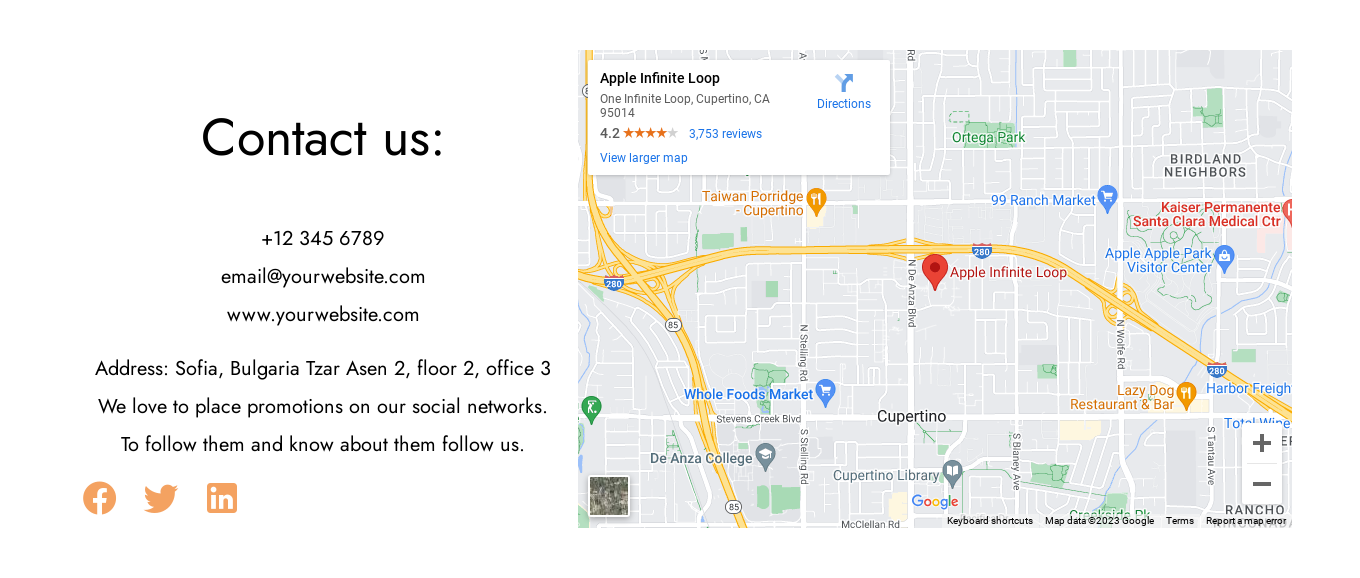 Contact us:
+12 345 6789
email@yourwebsite.com
www.yourwebsite.com
Address: Sofia, Bulgaria Tzar Asen 2, floor 2, office 3
We love to place promotions on our social networks.
To follow them and know about them follow us.
Apple Infinite Loop
One Infinite Loop, Cupertino, CA
95014
Directions
4.2
3,753 reviews
View larger map
Ortega Park
BIRDLAND
NEIGHBORS
Taiwan Porridge
- Cupertino
99 Ranch Market
Kaiser Permanente
Santa Clara Medical Ctr
280
Apple Apple Park
Visitor Center
Apple Infinite Loop
280
N De Anza Blvd
85
N Stelling Rd
N Wolfe Rd
280
Whole Foods Market
Lazy Dog
Restaurant & Bar
Harbor Freight
Cupertino
Stevens Creek Blvd
Total Wine
De Anza College
S Stelling Rd
S Blaney Ave
S Tantau Ave
Cupertino Library
85
Google
RANCHO
McClellan Rd
Keyboard shortcuts
Map data ©2023 Google
Terms
Report a map error